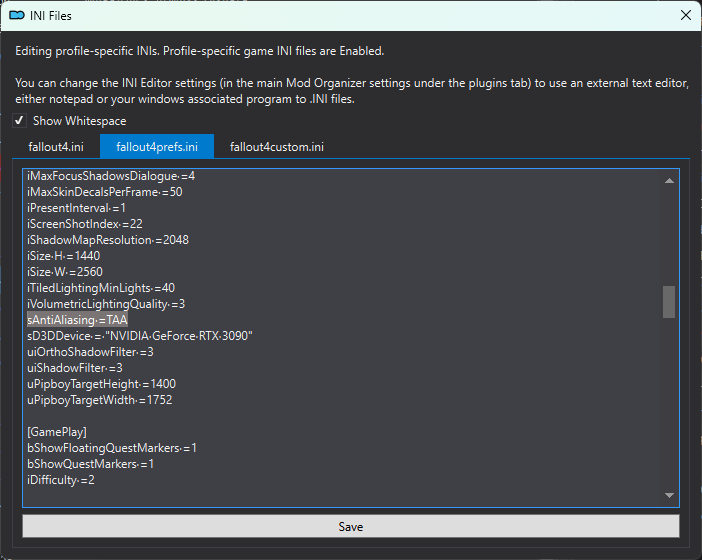 INI Files
Editing profile-specific INIs. Profile-specific game INI files are Enabled.
You can change the INI Editor settings (in the main Mod Organizer settings under the plugins tab) to use an external text editor,
either notepad or your windows associated program to .INI files.
Show Whitespace
fallout4.ini
fallout4prefs.ini
fallout4custom.ini
iMaxFocusShadowsDialogue·=4
iMaxSkinDecalsPerFrame·=50
iPresentInterval·=1
iScreenShotIndex·=22
iShadowMapResolution·=2048
iSize·H·=1440
iSize·W·=2560
iTiledLightingMinLights·=40
iVolumetricLightingQuality·=3
sAntiAliasing·=TAA
sD3DDevice·=·"NVIDIA·GeForce·RTX·3090"
uiOrthoShadowFilter·=3
uiShadowFilter·=3
uPipboyTargetHeight·=1400
uPipboyTargetWidth·=1752
[GamePlay]
bShowFloatingQuestMarkers·=1
bShowQuestMarkers·=1
iDifficulty·=2
Save